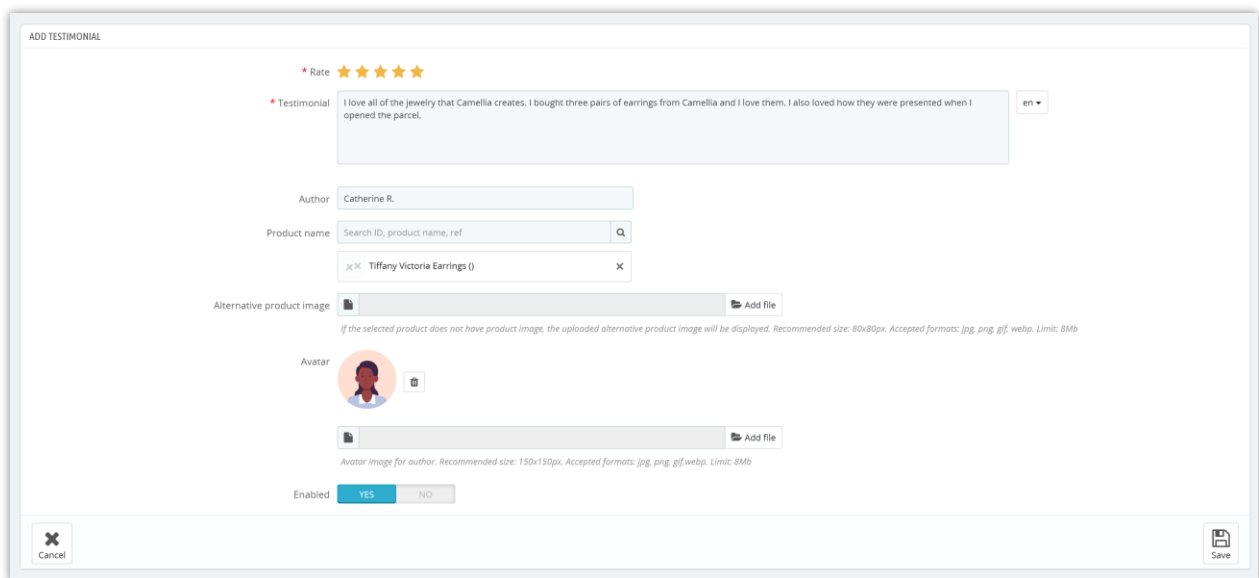 ADD TESTIMONIAL
* Rate
* Testimonial
I love all of the jewelry that Camellia creates. I bought three pairs of earrings from Camellia and I love them. I also loved how they were presented when I
opened the parcel.
en
Author
Catherine R.
Product name
Search ID, product name, ref
Tiffany Victoria Earrings ()
Alternative product image
Add file
If the selected product does not have product image, the uploaded alternative product image will be displayed. Recommended size: 80x80px. Accepted formats: jpg, png, gif, webp. Limit: 8Mb
Avatar
Add file
Avatar image for author. Recommended size: 150x150px. Accepted formats: jpg, png, gif,webp. Limit: 8Mb
Enabled
YES
NO
Cancel
Save